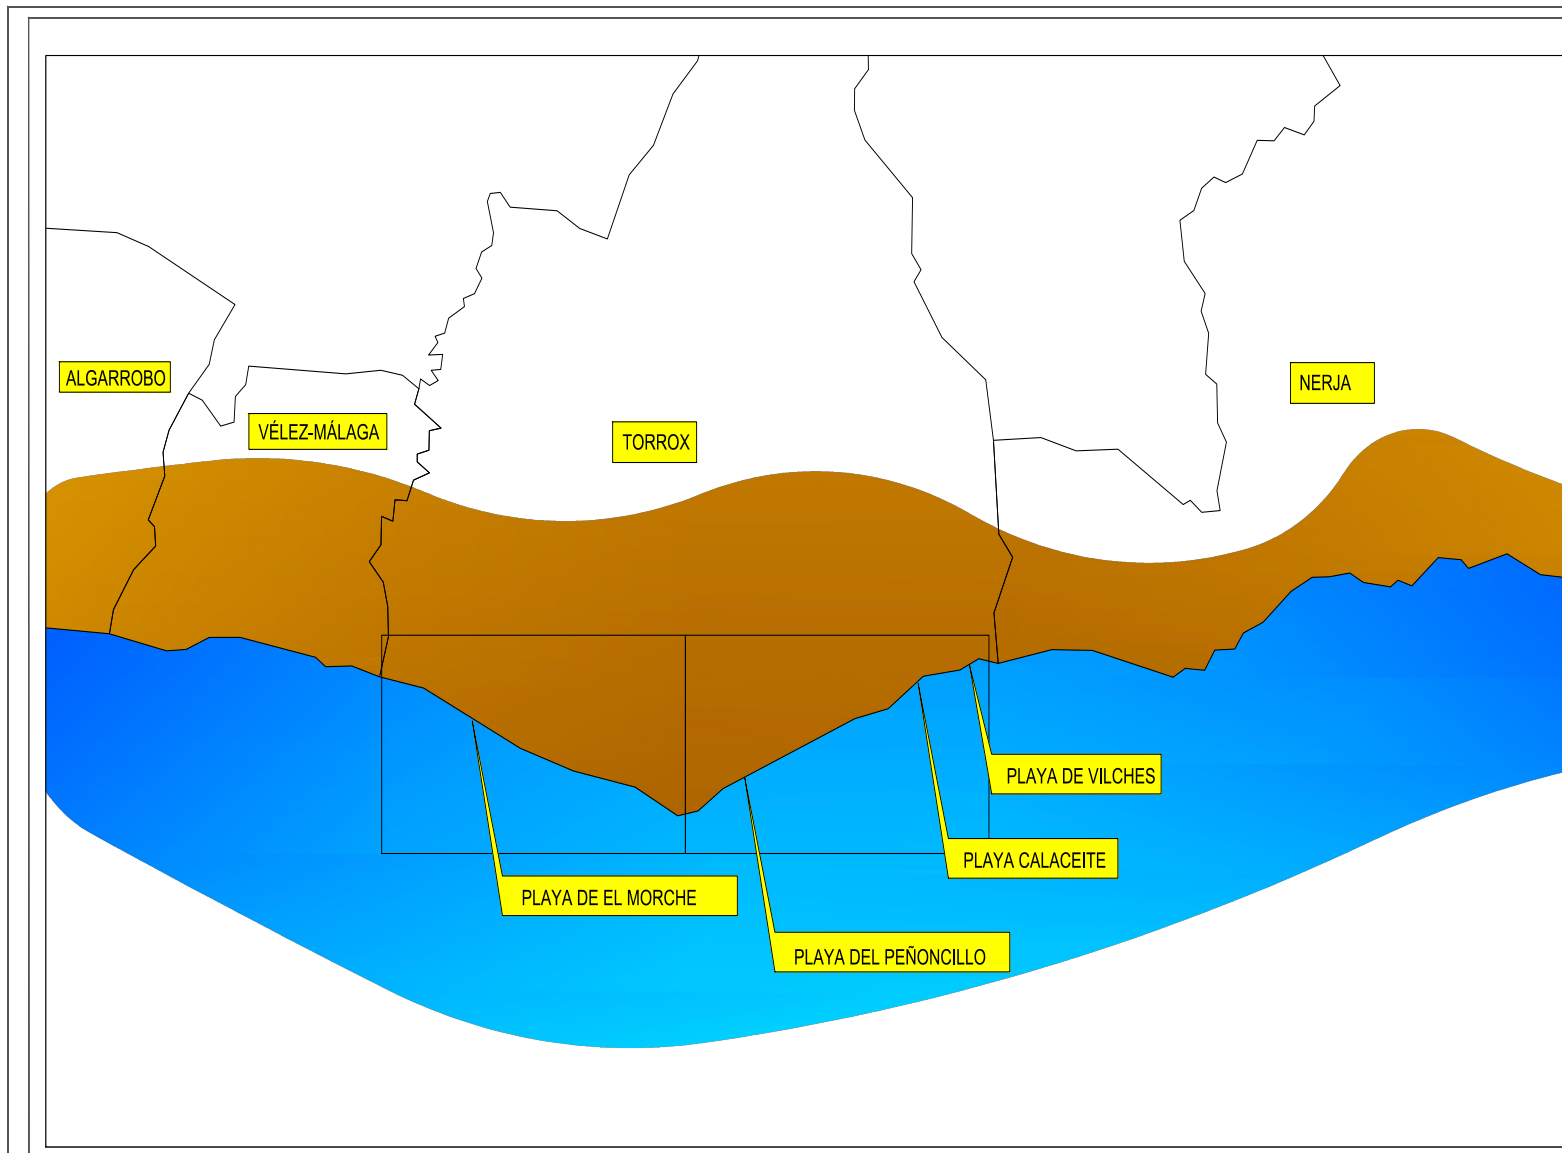 ALGARROBO
VÉLEZ-MÁLAGA
TORROX
NERJA
PLAYA DE VILCHES
PLAYA CALACEITE
PLAYA DE EL MORCHE
PLAYA DEL PEÑONCILLO